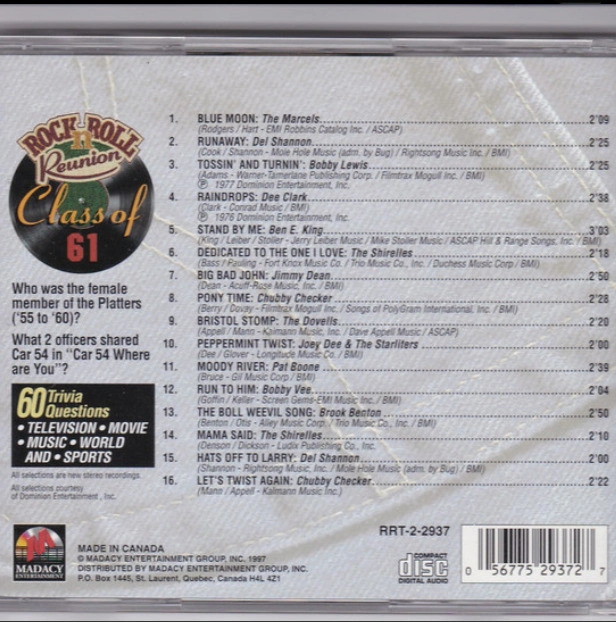 ROCK n ROLL
Reunion
Class of
61
Who was the female
member of the Platters
('55 to '60)?
What 2 officers shared
Car 54 in "Car 54 Where
are You"?
60 Trivia
Questions
• TELEVISION • MOVIE
• MUSIC • WORLD
AND • SPORTS
All selections are new stereo recordings.
All selections courtesy
of Dominion Entertainment, Inc.
1. BLUE MOON: The Marcels 2:09
(Rodgers / Hart - EMI Robbins Catalog Inc. / ASCAP)
2. RUNAWAY: Del Shannon 2:25
(Cook / Shannon - Mole Hole Music (adm. by Bug) / Rightsong Music Inc. / BMI)
3. TOSSIN' AND TURNIN': Bobby Lewis 2:25
(Adams - Warner-Tamerlane Publishing Corp. / Filmtrax Mogull Inc. / BMI)
℗ 1977 Dominion Entertainment, Inc.
4. RAINDROPS: Dee Clark 2:38
(Clark - Conrad Music / BMI)
℗ 1976 Dominion Entertainment, Inc.
5. STAND BY ME: Ben E. King 3:03
(King / Leiber / Stoller - Jerry Leiber Music / Mike Stoller Music / ASCAP Hill & Range Songs, Inc. / BMI)
6. DEDICATED TO THE ONE I LOVE: The Shirelles 2:18
(Bass / Pauling - Fort Knox Music Co. / Trio Music Co., Inc. / Duchess Music Corp / BMI)
7. BIG BAD JOHN: Jimmy Dean 2:50
(Dean - Acuff-Rose Music, Inc. / BMI)
8. PONY TIME: Chubby Checker 2:28
(Berry / Covay - Filmtrax Mogull Inc. / Songs of PolyGram International, Inc. / BMI)
9. BRISTOL STOMP: The Dovells 2:20
(Appell / Mann - Kalmann Music, Inc. / Dave Appell Music / ASCAP)
10. PEPPERMINT TWIST: Joey Dee & The Starliters 2:00
(Dee / Glover - Longitude Music Co. / BMI)
11. MOODY RIVER: Pat Boone 2:39
(Bruce - Gil Music Corp / BMI)
12. RUN TO HIM: Bobby Vee 2:04
(Goffin / Keller - Screen Gems-EMI Music Inc. / BMI)
13. THE BOLL WEEVIL SONG: Brook Benton 2:50
(Benton / Otis - Alley Music Corp. / Trio Music Co., Inc. / BMI)
14. MAMA SAID: The Shirelles 2:10
(Denson / Dickson - Ludix Publishing Co., Inc.
15. HATS OFF TO LARRY: Del Shannon 2:00
(Shannon - Rightsong Music, Inc. / Mole Hole Music (adm. by Bug) / BMI)
16. LET'S TWIST AGAIN: Chubby Checker 2:22
(Mann / Appell - Kalmann Music Inc.)
MADACY
ENTERTAINMENT
MADE IN CANADA
© MADACY ENTERTAINMENT GROUP, INC. 1997
DISTRIBUTED BY MADACY ENTERTAINMENT GROUP, INC.
P.O. Box 1445, St. Laurent, Quebec, Canada H4L 4Z1
RRT-2-2937
COMPACT
disc
DIGITAL AUDIO
0 56775 29372 7